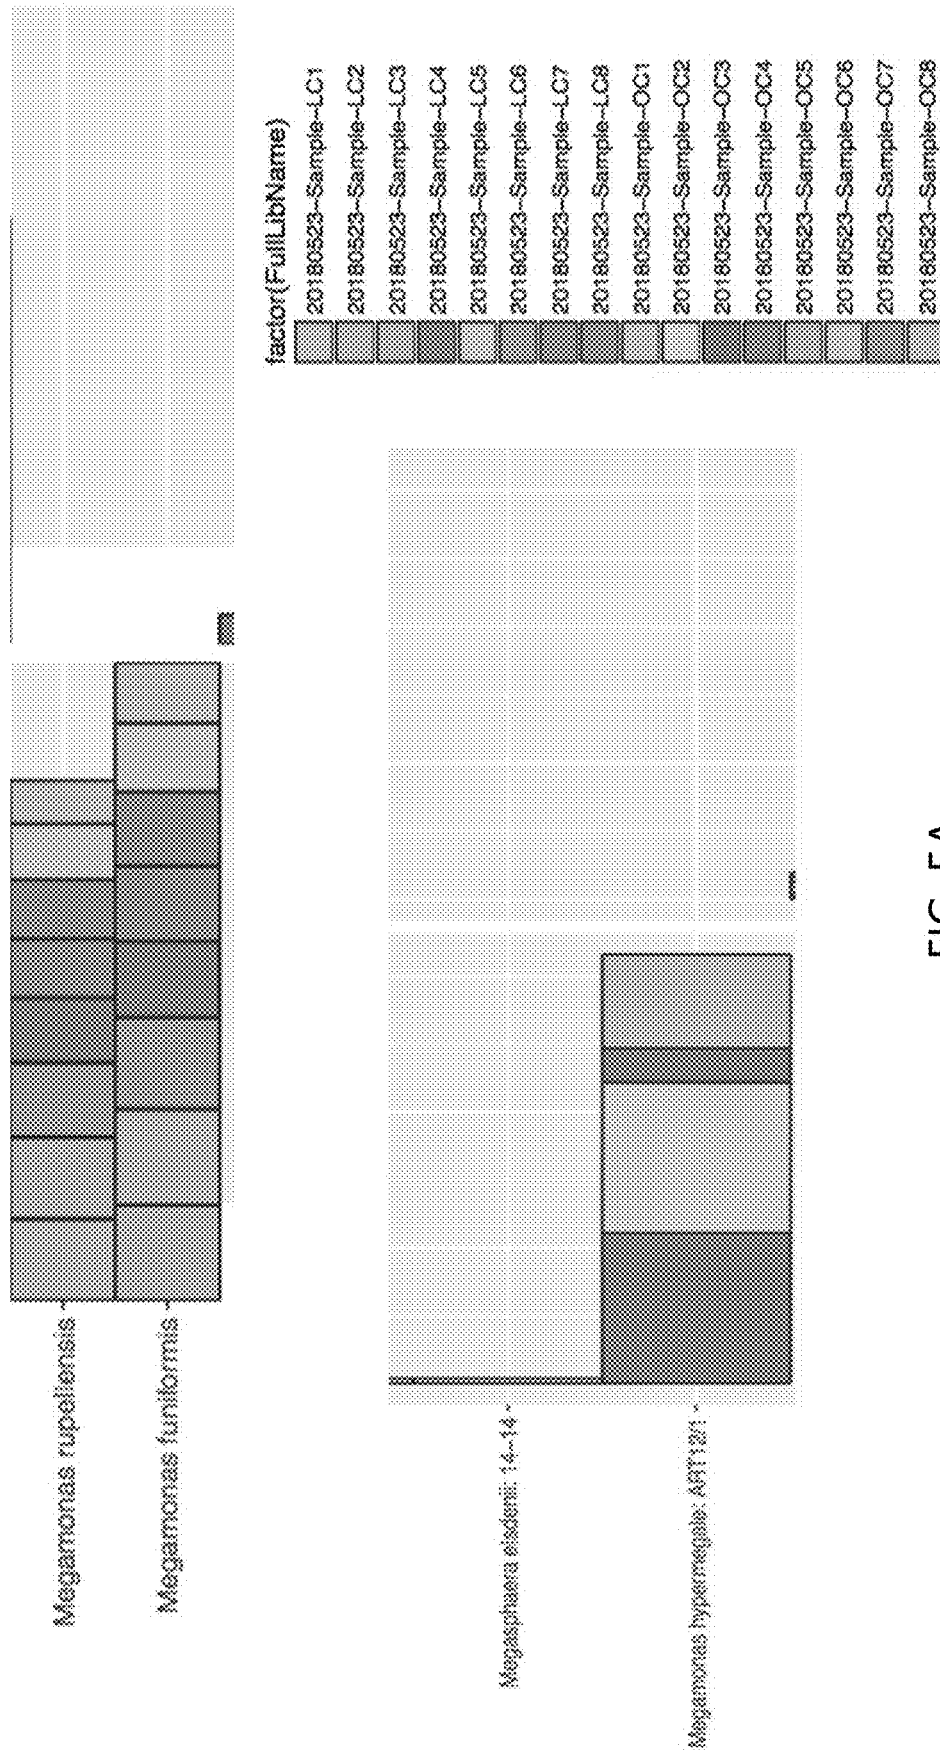 Megamonas rupellensis
Megamonas funiformis
factor(FullLibName)
20180523--Sample--LC1
20180523--Sample--LC2
20180523--Sample--LC3
20180523--Sample--LC4
20180523--Sample--LC5
20180523--Sample--LC6
20180523--Sample--LC7
20180523--Sample--LC8
20180523--Sample--OC1
20180523--Sample--OC2
20180523--Sample--OC3
20180523--Sample--OC4
20180523--Sample--OC5
20180523--Sample--OC6
20180523--Sample--OC7
20180523--Sample--OC8
Megasphaera elsdenii: 14--14
Megamonas hypermegale: ART12/1
FIG. 5A